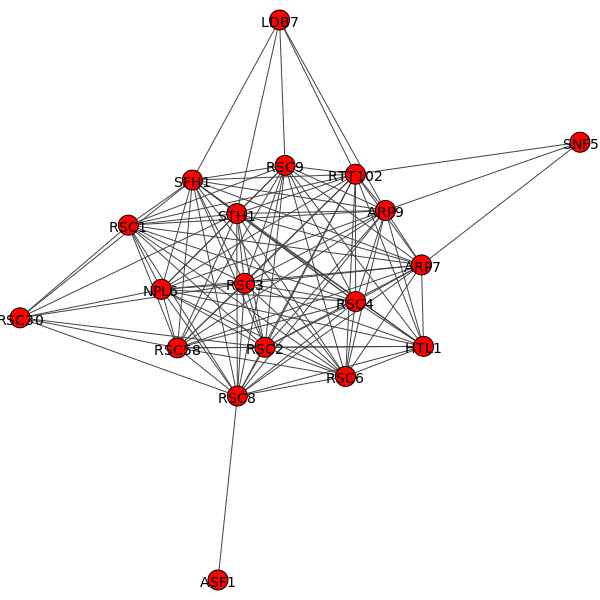 LDB7
SNF5
RSC9
RTT102
SFH1
ARP9
STH1
RSC1
ARP7
RSC3
NPL6
RSC4
RSC30
RSC58
RSC2
HTL1
RSC6
RSC8
ASF1